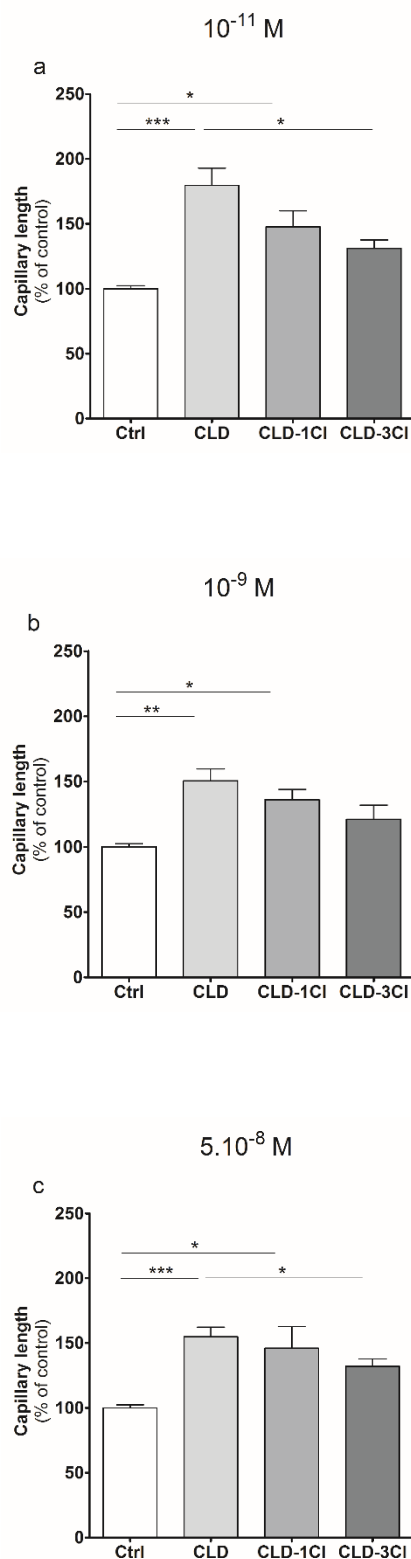 10⁻¹¹ M
a
Capillary length
(% of control)
250
200
150
100
50
0
*
***
*
Ctrl CLD CLD-1Cl CLD-3Cl
10⁻⁹ M
b
Capillary length
(% of control)
250
200
150
100
50
0
*
**
Ctrl CLD CLD-1Cl CLD-3Cl
5.10⁻⁸ M
c
Capillary length
(% of control)
250
200
150
100
50
0
*
***
*
Ctrl CLD CLD-1Cl CLD-3Cl